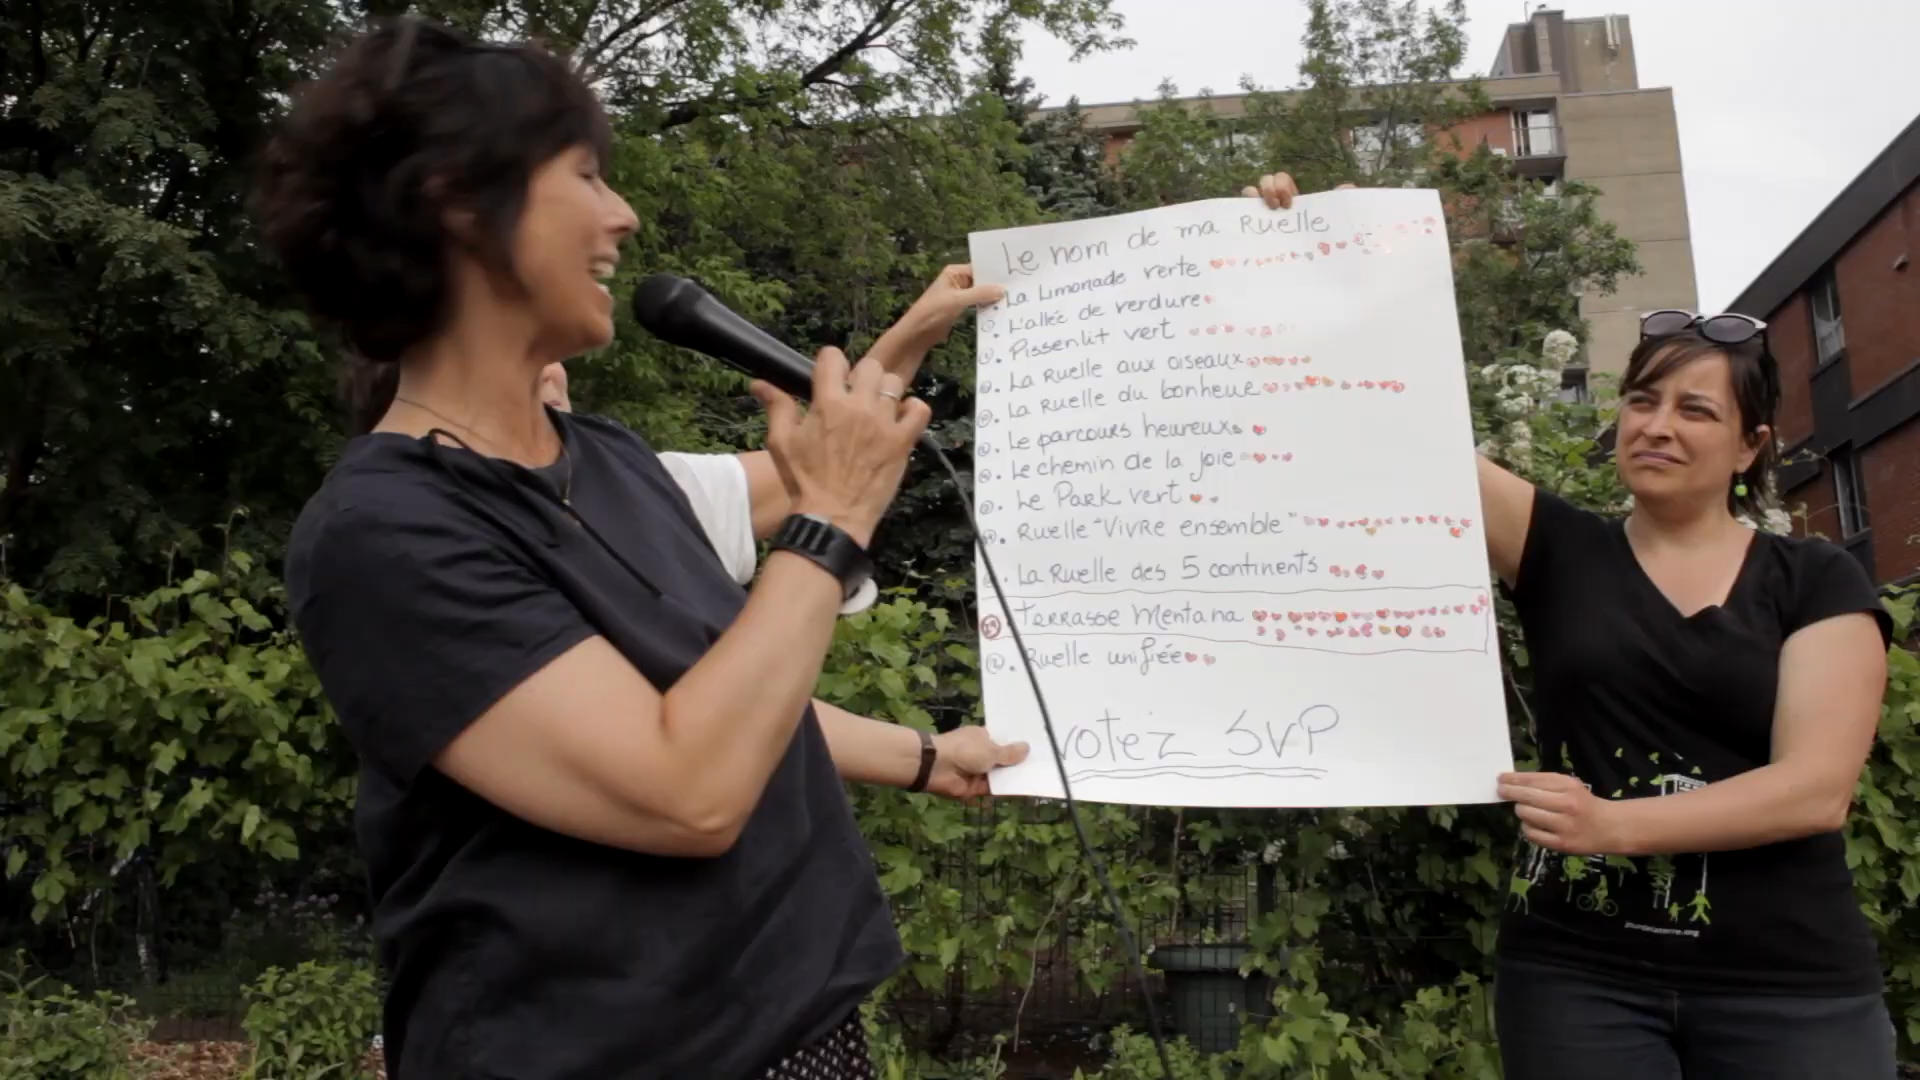 Le nom de ma Ruelle
. La Limonade verte
. L'allée de verdure
. Pissenlit vert
. La Ruelle aux oiseaux
. La Ruelle du bonheur
. Le parcours heureux
. Le chemin de la joie
. Le Park vert
. Ruelle "Vivre ensemble"
. La Ruelle des 5 continents
. Terrasse Mentana
. Ruelle unifiée
votez SVP
jourdelaterre.org